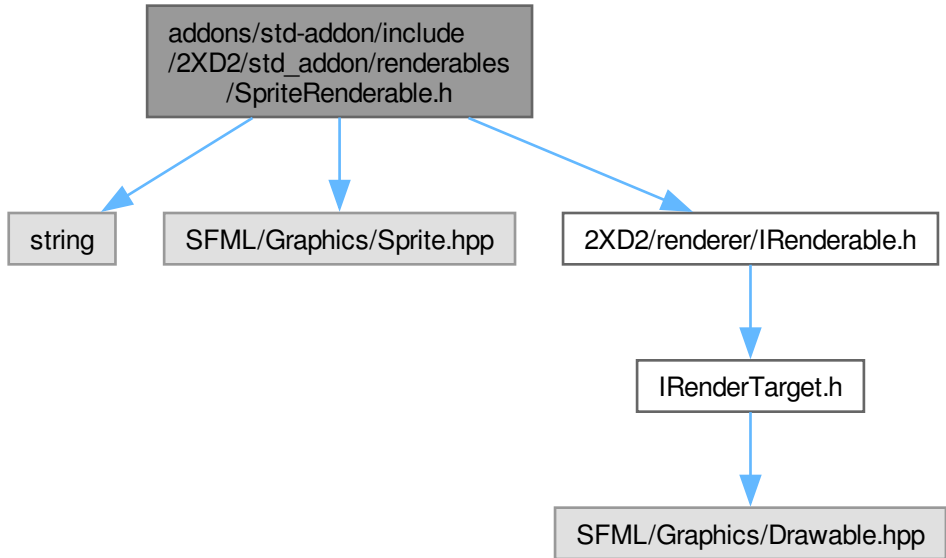 addons/std-addon/include
/2XD2/std_addon/renderables
/SpriteRenderable.h
string
SFML/Graphics/Sprite.hpp
2XD2/renderer/IRenderable.h
IRenderTarget.h
SFML/Graphics/Drawable.hpp